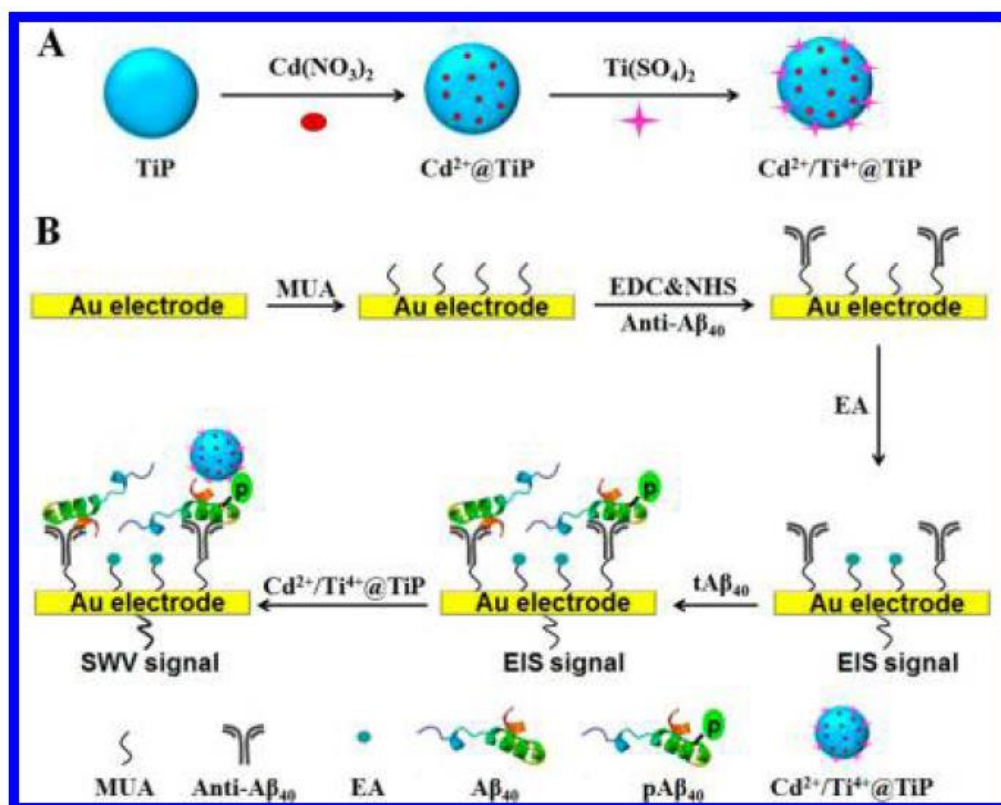 A
Cd(NO₃)₂
Ti(SO₄)₂
TiP
Cd²⁺@TiP
Cd²⁺/Ti⁴⁺@TiP
B
MUA
EDC&NHS
Anti-Aβ₄₀
Au electrode
Au electrode
Au electrode
EA
p
p
Cd²⁺/Ti⁴⁺@TiP
tAβ₄₀
Au electrode
Au electrode
Au electrode
SWV signal
EIS signal
EIS signal
p
MUA
Anti-Aβ₄₀
EA
Aβ₄₀
pAβ₄₀
Cd²⁺/Ti⁴⁺@TiP